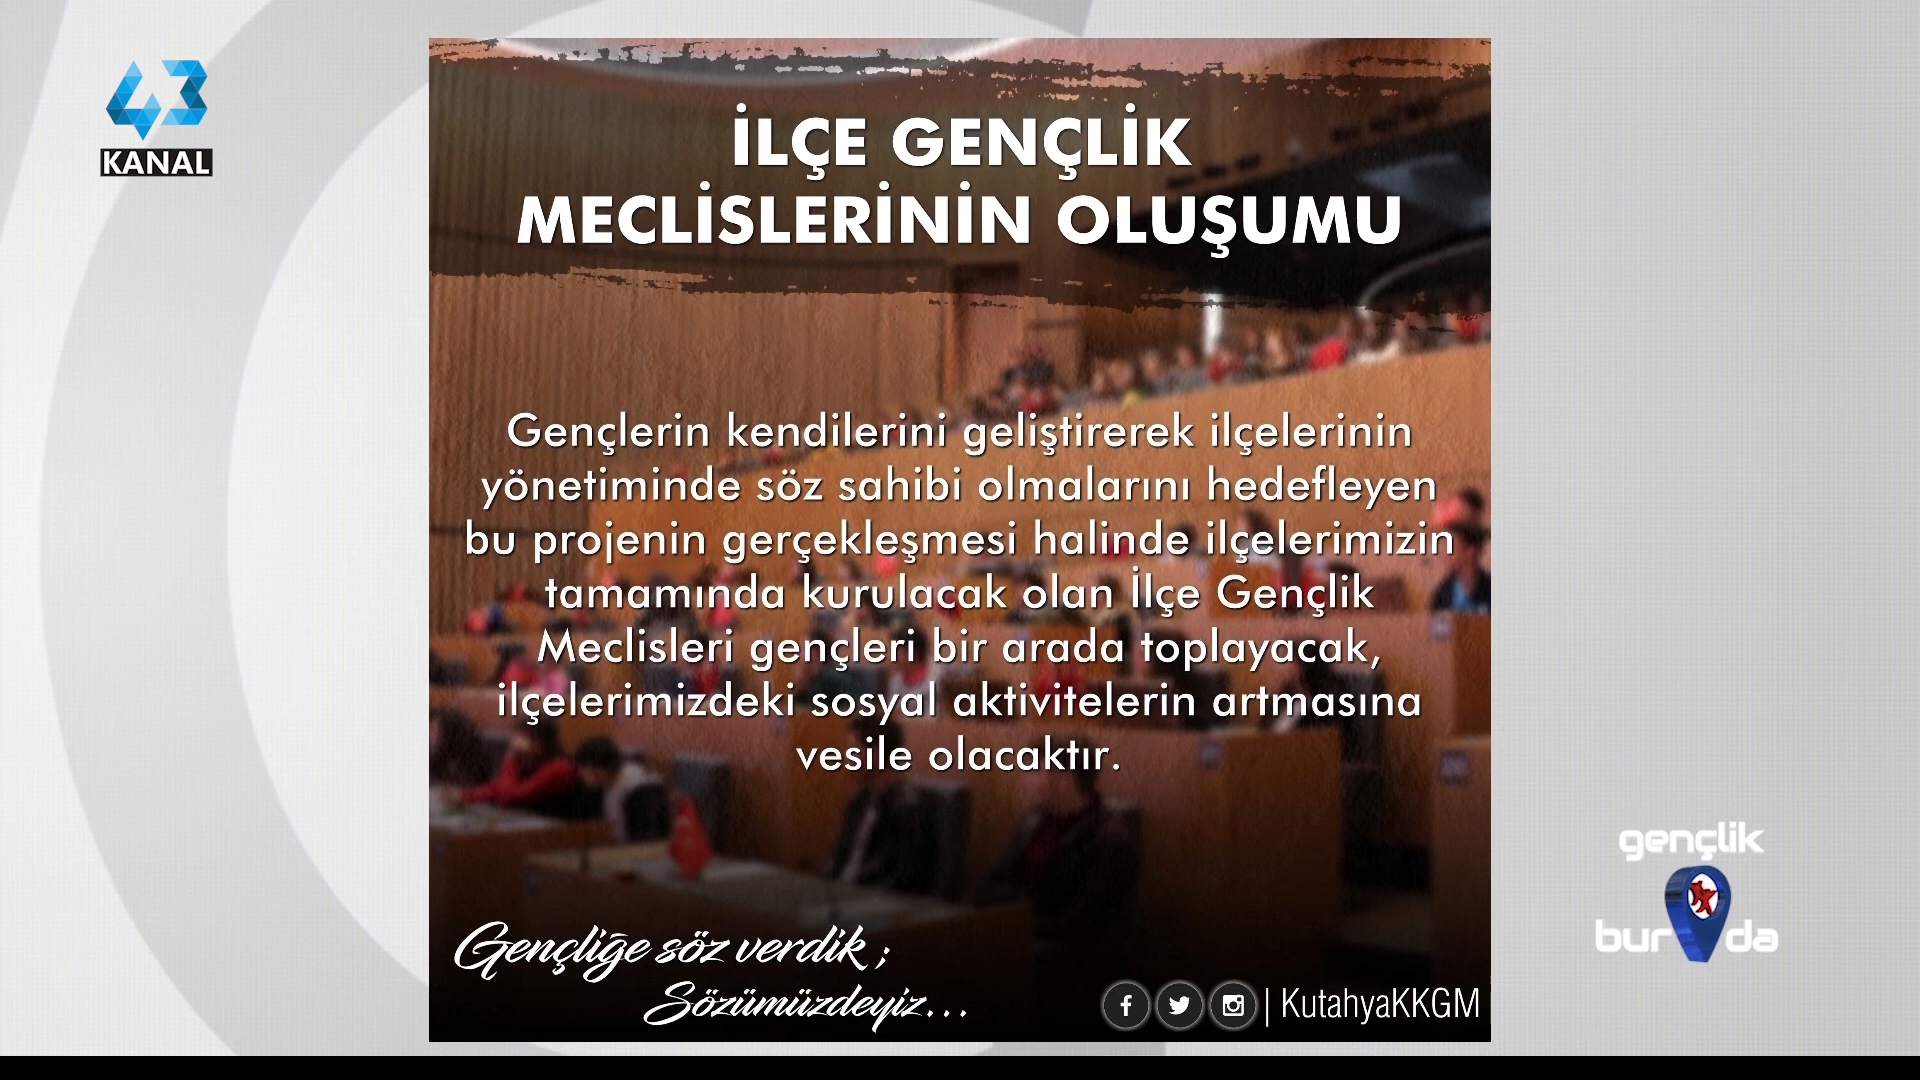 43
KANAL
İLÇE GENÇLİK
MECLİSLERİNİN OLUŞUMU
Gençlerin kendilerini geliştirerek ilçelerinin
yönetiminde söz sahibi olmalarını hedefleyen
bu projenin gerçekleşmesi halinde ilçelerimizin
tamamında kurulacak olan İlçe Gençlik
Meclisleri gençleri bir arada toplayacak,
ilçelerimizdeki sosyal aktivitelerin artmasına
vesile olacaktır.
Gençliğe söz verdik ;
Sözümüzdeyiz...
| KutahyaKKGM
gençlik
burda